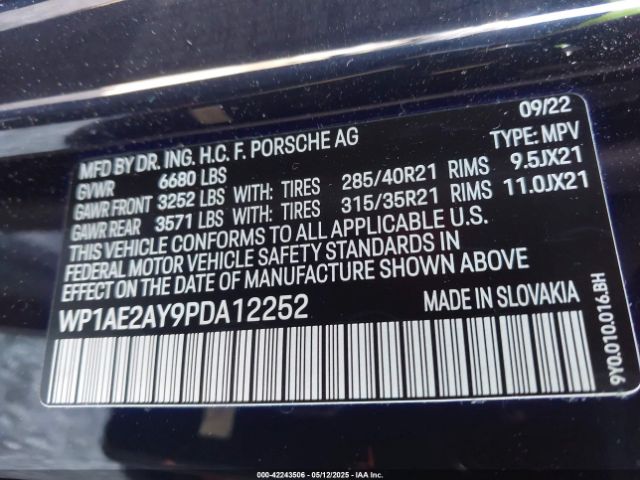 09/22
MFD BY DR. ING. H.C. F. PORSCHE AG TYPE: MPV
GVWR 6680 LBS
GAWR FRONT 3252 LBS WITH: TIRES 285/40R21 RIMS 9.5JX21
GAWR REAR 3571 LBS WITH: TIRES 315/35R21 RIMS 11.0JX21
THIS VEHICLE CONFORMS TO ALL APPLICABLE U.S.
FEDERAL MOTOR VEHICLE SAFETY STANDARDS IN
EFFECT ON THE DATE OF MANUFACTURE SHOWN ABOVE
WP1AE2AY9PDA12252 MADE IN SLOVAKIA
9Y0.010.016.BH
000-42243506 - 05/12/2025 - IAAI.COM